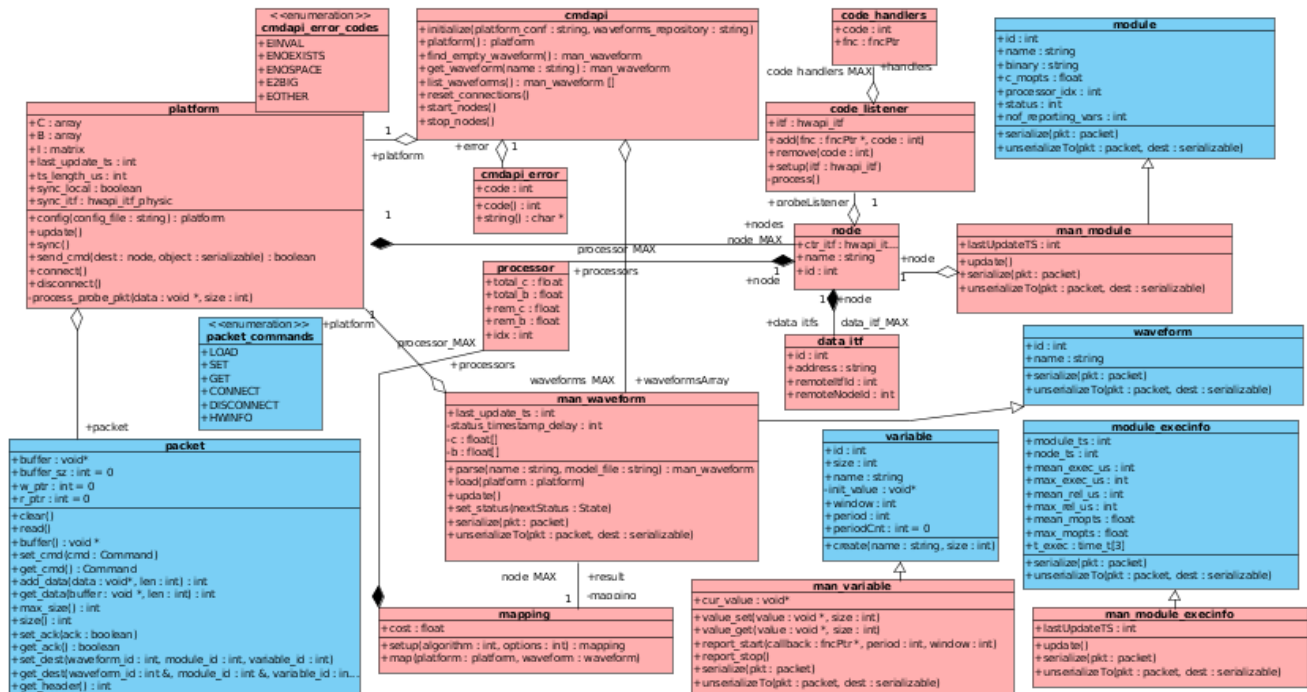 <<enumeration>>
cmdapi_error_codes
+EINVAL
+ENOEXISTS
+ENOSPACE
+E2BIG
+EOTHER
cmdapi
+initialize(platform_conf : string, waveforms_repository : string)
+platform() : platform
+find_empty_waveform() : man_waveform
+get_waveform(name : string) : man_waveform
+list_waveforms() : man_waveform []
+reset_connections()
+start_nodes()
+stop_nodes()
code_handlers
+code : int
+fnc : fncPtr
code handlers MAX
+handlers
module
+id : int
+name : string
+binary : string
+c_mopts : float
+processor_idx : int
+status : int
+nof_reporting_vars : int
+serialize(pkt : packet)
+unserializeTo(pkt : packet, dest : serializable)
platform
+C : array
+B : array
+I : matrix
+last_update_ts : int
+ts_length_us : int
+sync_local : boolean
+sync_itf : hwapi_itf_physic
+config(config_file : string) : platform
+update()
+sync()
+send_cmd(dest : node, object : serializable) : boolean
+connect()
+disconnect()
-process_probe_pkt(data : void *, size : int)
1
+platform
+error
1
cmdapi_error
+code : int
+code() : int
+string() : char *
code_listener
+itf : hwapi_itf
+add(fnc : fncPtr *, code : int)
+remove(code : int)
+setup(itf : hwapi_itf)
-process()
+probeListener
1
1
+nodes
node MAX
processor MAX
+processors
1
+node
node
+ctr_itf : hwapi_it...
+name : string
+id : int
+node
1
man_module
+lastUpdateTS : int
+update()
+serialize(pkt : packet)
+unserializeTo(pkt : packet, dest : serializable)
processor
+total_c : float
+total_b : float
+rem_c : float
+rem_b : float
+idx : int
1
+node
+data itfs
data_itf_MAX
data_itf
+id : int
+address : string
+remoteItfId : int
+remoteNodeId : int
<<enumeration>>
packet_commands
+LOAD
+SET
+GET
+CONNECT
+DISCONNECT
+HWINFO
+platform
1
processor_MAX
+processors
waveforms MAX
+waveformsArray
waveform
+id : int
+name : string
+serialize(pkt : packet)
+unserializeTo(pkt : packet, dest : serializable)
+packet
packet
+buffer : void*
+buffer_sz : int = 0
+w_ptr : int = 0
+r_ptr : int = 0
+clear()
+read()
+buffer() : void *
+set_cmd(cmd : Command)
+get_cmd() : Command
+add_data(data : void*, len : int) : int
+get_data(buffer : void *, len : int) : int
+max_size() : int
+size() : int
+set_ack(ack : boolean)
+get_ack() : boolean
+set_dest(waveform_id : int, module_id : int, variable_id : int)
+get_dest(waveform_id : int &, module_id : int &, variable_id : in...
+get_header() : int
man_waveform
+last_update_ts : int
-status_timestamp_delay : int
-c : float[]
-b : float[]
+parse(name : string, model_file : string) : man_waveform
+load(platform : platform)
+update()
+set_status(nextStatus : State)
+serialize(pkt : packet)
+unserializeTo(pkt : packet, dest : serializable)
node MAX
1
+result
-mapping
mapping
+cost : float
+setup(algorithm : int, options : int) : mapping
+map(platform : platform, waveform : waveform)
variable
+id : int
+size : int
+name : string
-init_value : void*
+window : int
+period : int
+periodCnt : int = 0
+create(name : string, size : int)
man_variable
+cur_value : void*
+value_set(value : void *, size : int)
+value_get(value : void *, size : int)
+report_start(callback : fncPtr *, period : int, window : int)
+report_stop()
+serialize(pkt : packet)
+unserializeTo(pkt : packet, dest : serializable)
module_execinfo
+module_ts : int
+node_ts : int
+mean_exec_us : int
+max_exec_us : int
+mean_rel_us : int
+max_rel_us : int
+mean_mopts : float
+max_mopts : float
+t_exec : time_t[3]
+serialize(pkt : packet)
+unserializeTo(pkt : packet, dest : serializable)
man_module_execinfo
+lastUpdateTS : int
+update()
+serialize(pkt : packet)
+unserializeTo(pkt : packet, dest : serializable)